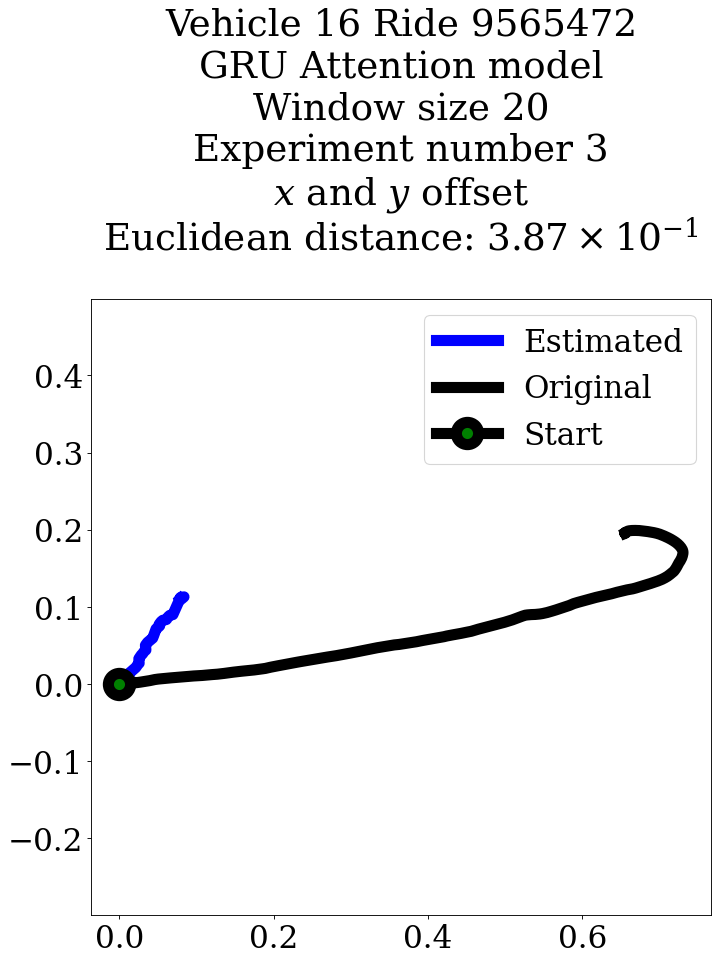 Vehicle 16 Ride 9565472
GRU Attention model
Window size 20
Experiment number 3
x and y offset
Euclidean distance: 3.87 × 10⁻¹
Estimated
Original
Start
0.4
0.3
0.2
0.1
0.0
−0.1
−0.2
0.0 0.2 0.4 0.6